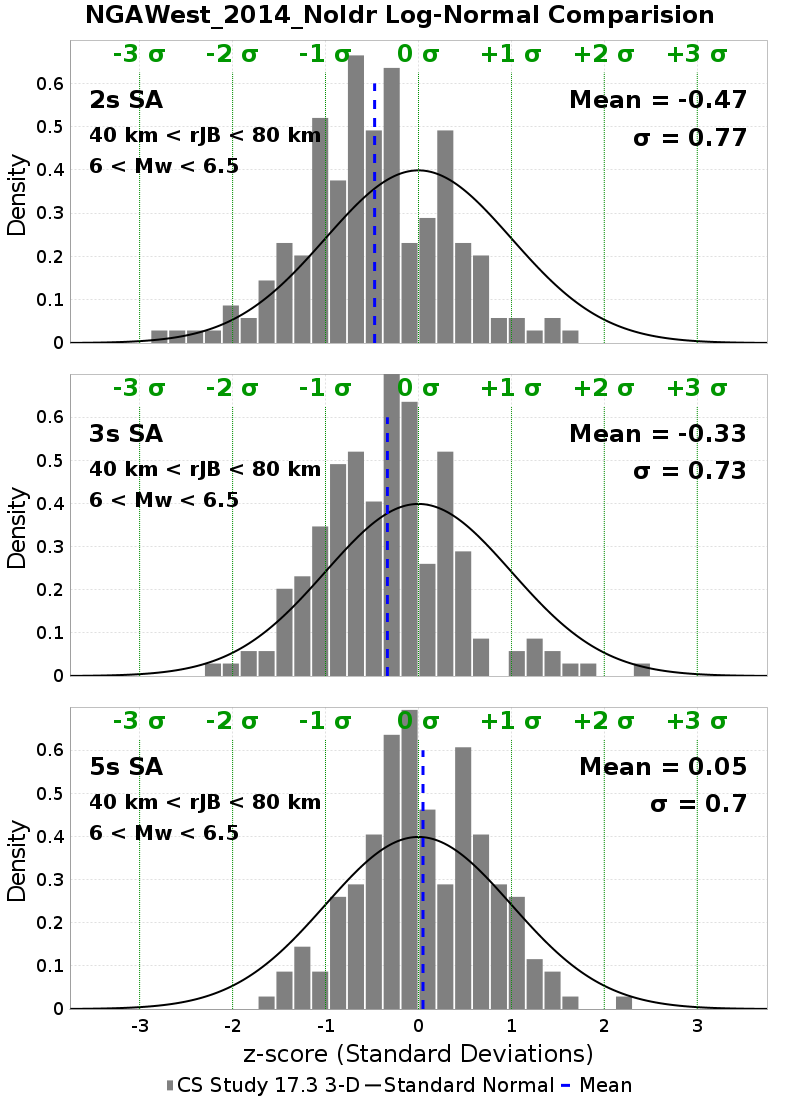 NGAWest_2014_NoIdr Log-Normal Comparision
-3 σ -2 σ -1 σ 0 σ +1 σ +2 σ +3 σ
2s SA
Mean = -0.47
40 km < rJB < 80 km
σ = 0.77
6 < Mw < 6.5
0.6
0.5
0.4
0.3
0.2
0.1
0
Density
-3 σ -2 σ -1 σ 0 σ +1 σ +2 σ +3 σ
3s SA
Mean = -0.33
40 km < rJB < 80 km
σ = 0.73
6 < Mw < 6.5
0.6
0.5
0.4
0.3
0.2
0.1
0
Density
-3 σ -2 σ -1 σ 0 σ +1 σ +2 σ +3 σ
5s SA
Mean = 0.05
40 km < rJB < 80 km
σ = 0.7
6 < Mw < 6.5
0.6
0.5
0.4
0.3
0.2
0.1
0
Density
-3 -2 -1 0 1 2 3
z-score (Standard Deviations)
CS Study 17.3 3-D Standard Normal Mean